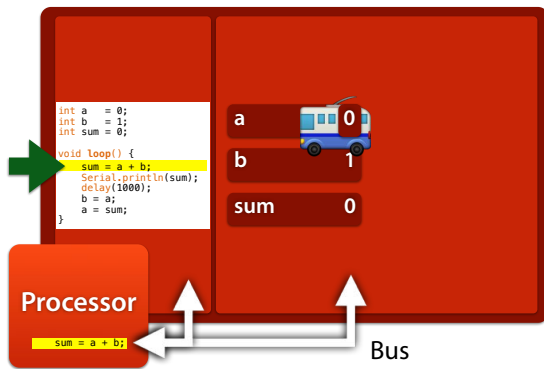 int a   = 0;
int b   = 1;
int sum = 0;
void loop() {
sum = a + b;
Serial.println(sum);
delay(1000);
b = a;
a = sum;
}
a 0
b 1
sum 0
Processor
sum = a + b;
Bus